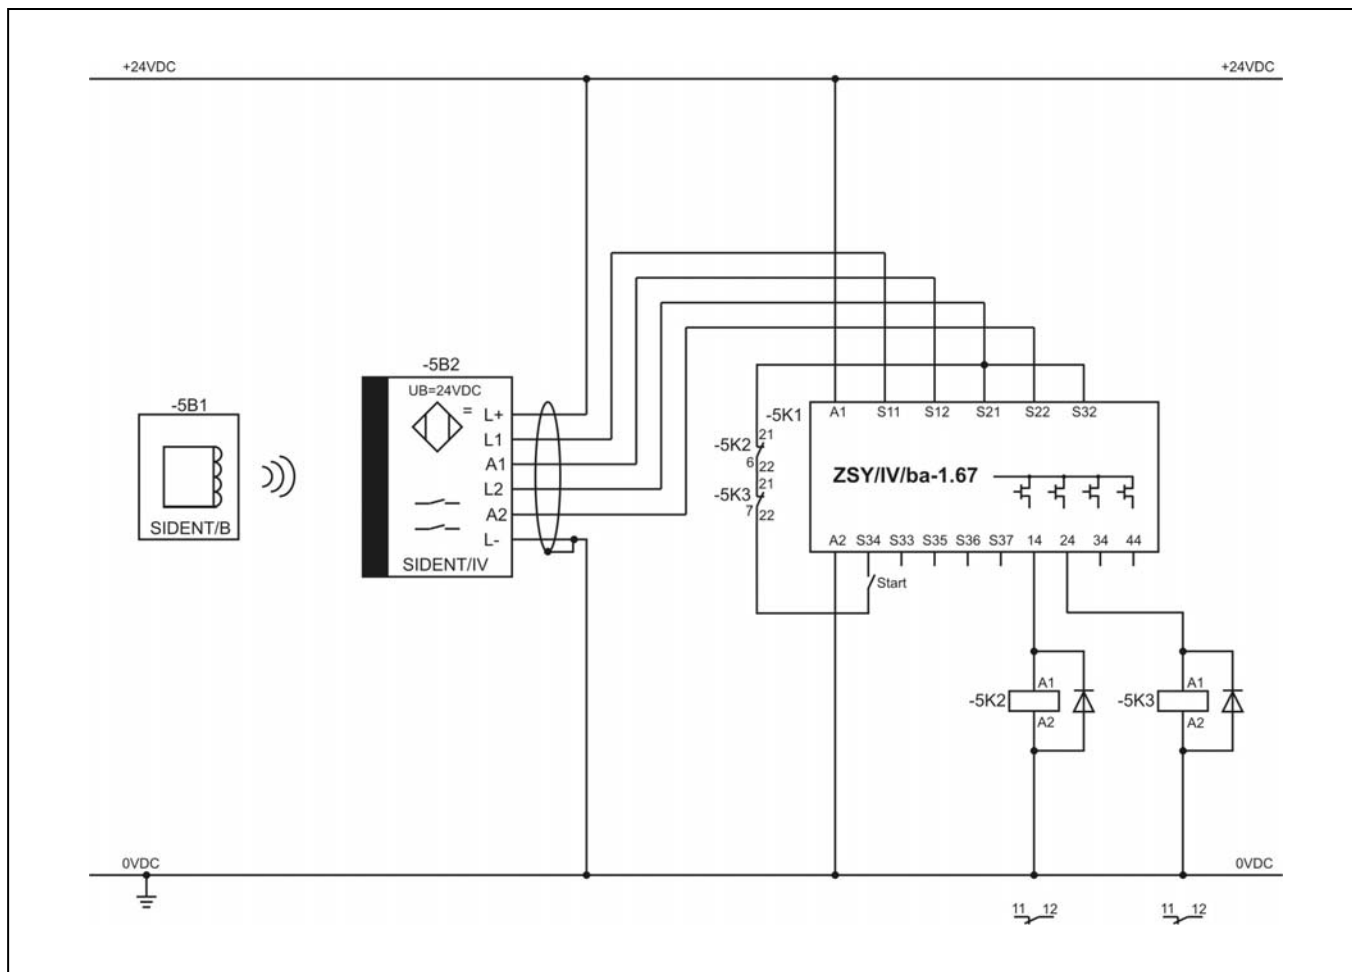 +24VDC +24VDC
-5B2
UB=24VDC
=
L+
L1
A1
L2
A2
L-
SIDENT/IV
-5B1
SIDENT/B
-5K1
A1 S11 S12 S21 S22 S32
-5K2
21
6
22
-5K3
21
7
22
ZSY/IV/ba-1.67
A2 S34 S33 S35 S36 S37 14 24 34 44
Start
-5K2
A1
A2
-5K3
A1
A2
0VDC 0VDC
11 12 11 12